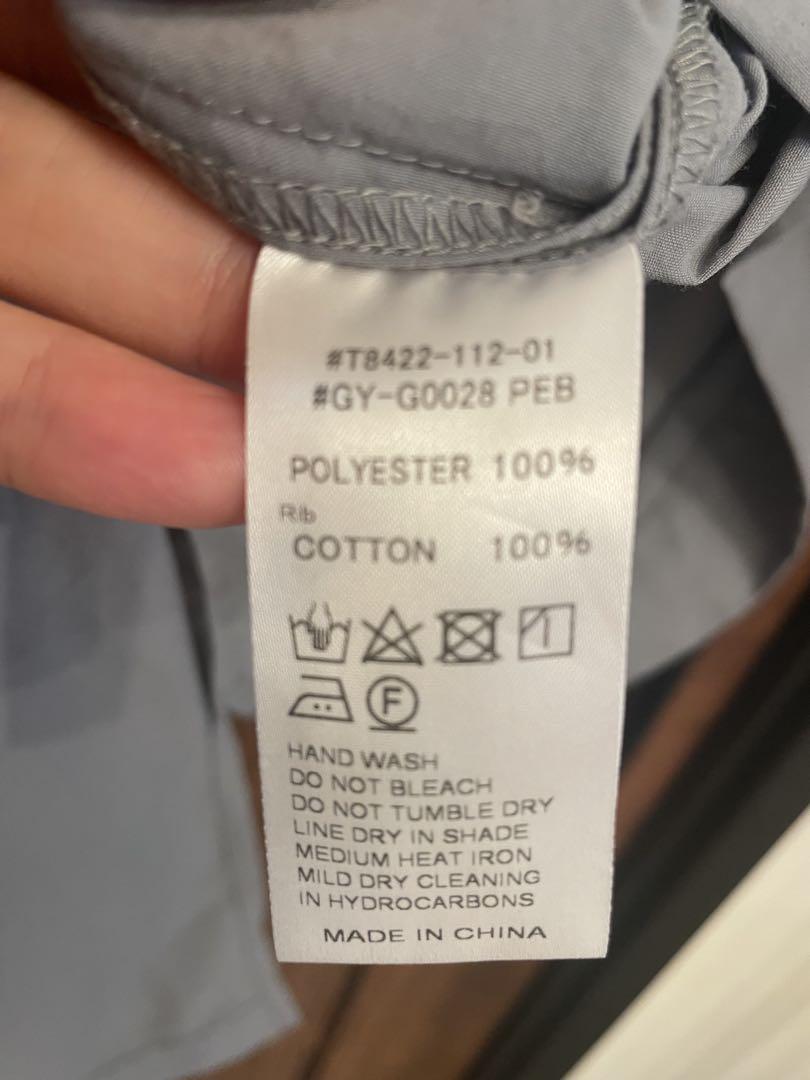 #T8422-112-01
#GY-G0028 PEB
POLYESTER 100%
Rib
COTTON 100%
F
HAND WASH
DO NOT BLEACH
DO NOT TUMBLE DRY
LINE DRY IN SHADE
MEDIUM HEAT IRON
MILD DRY CLEANING
IN HYDROCARBONS
MADE IN CHINA